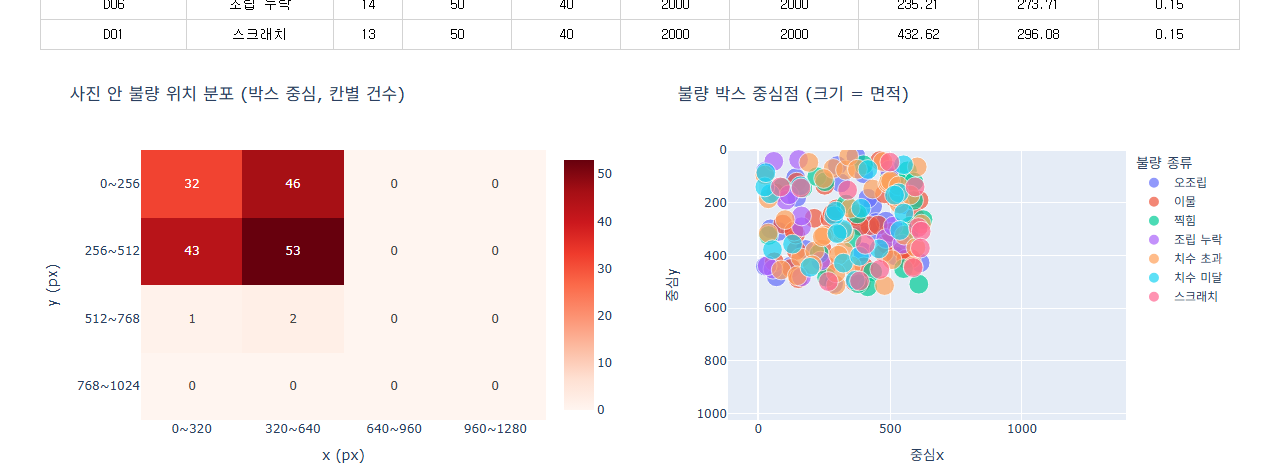 D06 조립 누락 14 50 40 2000 2000 235.21 273.71 0.15
D01 스크래치 13 50 40 2000 2000 432.62 296.08 0.15
사진 안 불량 위치 분포 (박스 중심, 칸별 건수)
불량 박스 중심점 (크기 = 면적)
0~256 32 46 0 0
256~512 43 53 0 0
512~768 1 2 0 0
768~1024 0 0 0 0
0~320 320~640 640~960 960~1280
x (px)
y (px)
50
40
30
20
10
0
0
200
400
600
800
1000
0 500 1000
중심x
중심y
불량 종류
오조립
이물
찍힘
조립 누락
치수 초과
치수 미달
스크래치